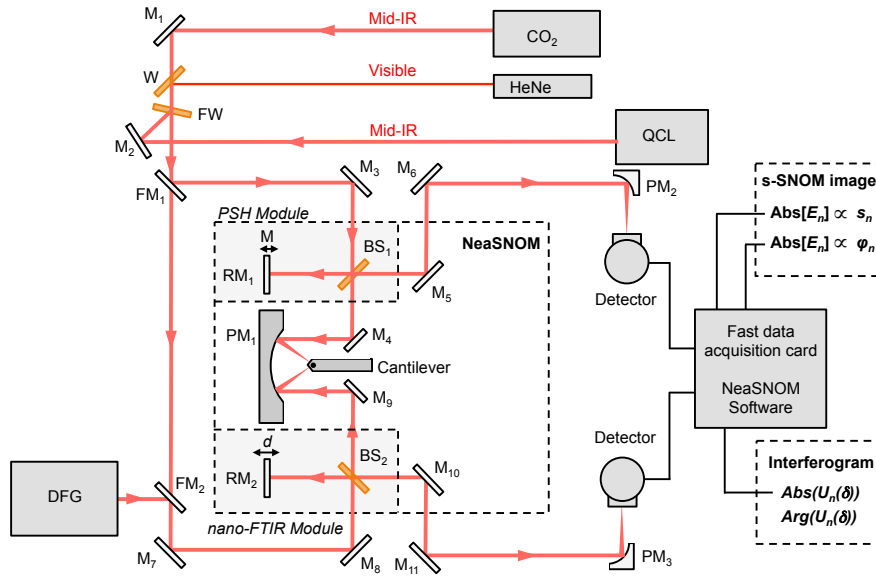 M1
Mid-IR
CO2
W
Visible
HeNe
FW
M2
Mid-IR
QCL
FM1
M3
M6
PM2
s-SNOM image
Abs[En] ∝ sn
Abs[En] ∝ φn
PSH Module
M
BS1
NeaSNOM
RM1
M5
Detector
PM1
M4
Cantilever
M9
Fast data
acquisition card
NeaSNOM
Software
d
BS2
M10
Detector
RM2
DFG
FM2
nano-FTIR Module
M7
M8
M11
PM3
Interferogram
Abs(Un(δ))
Arg(Un(δ))